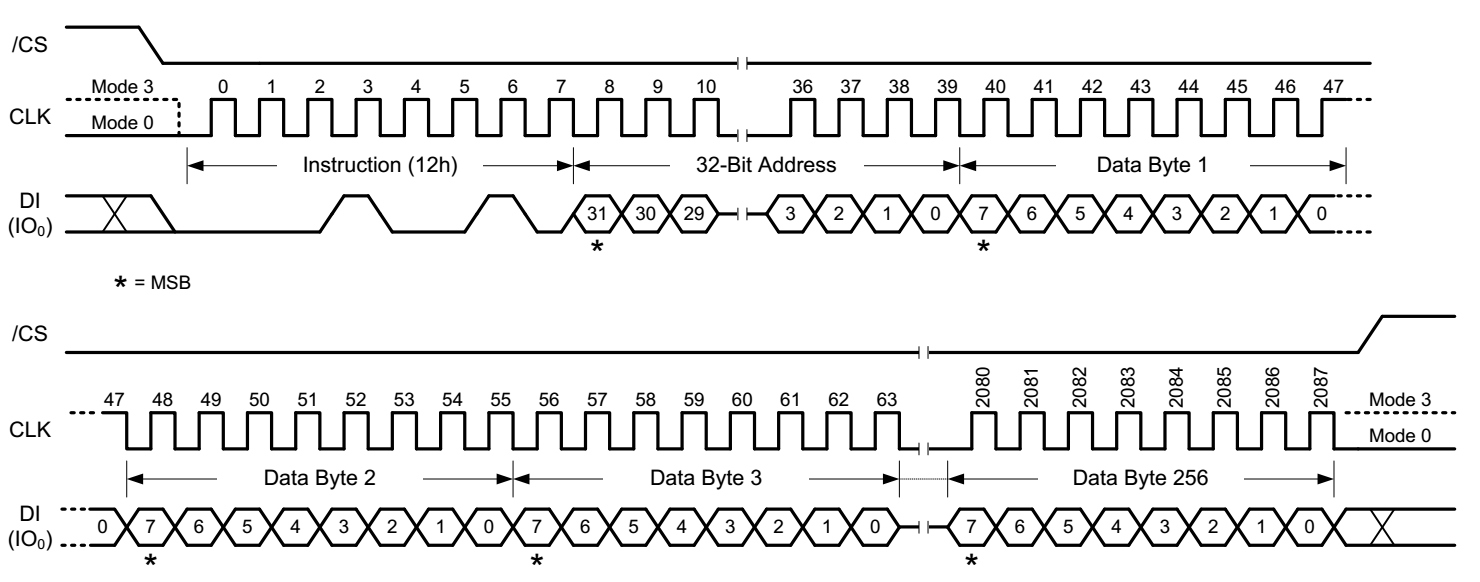 /CS
Mode 3 0 1 2 3 4 5 6 7 8 9 10 36 37 38 39 40 41 42 43 44 45 46 47
CLK
Mode 0
Instruction (12h) 32-Bit Address Data Byte 1
DI
(IO₀)
31 30 29 3 2 1 0 7 6 5 4 3 2 1 0
* *
* = MSB
/CS
2080 2081 2082 2083 2084 2085 2086 2087
47 48 49 50 51 52 53 54 55 56 57 58 59 60 61 62 63 Mode 3
CLK
Mode 0
Data Byte 2 Data Byte 3 Data Byte 256
DI
(IO₀)
0 7 6 5 4 3 2 1 0 7 6 5 4 3 2 1 0 7 6 5 4 3 2 1 0
* * *